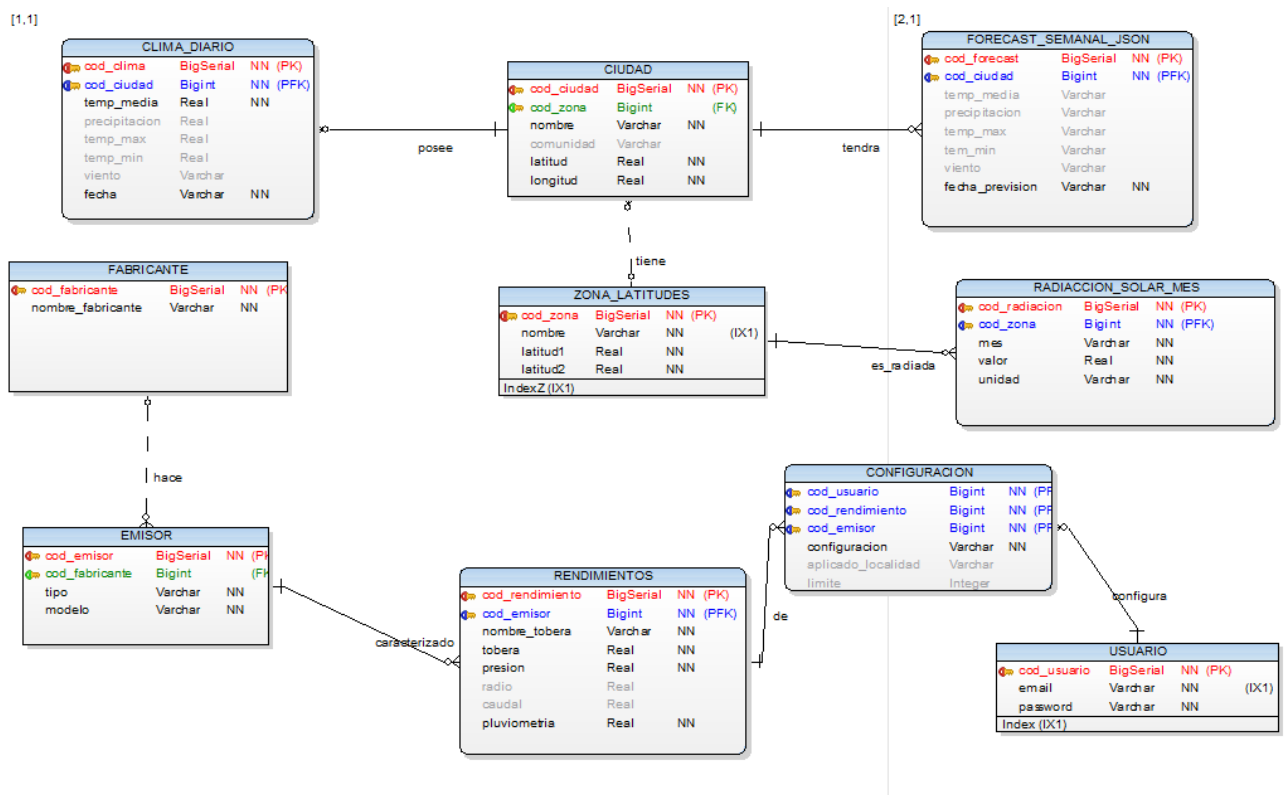 [1,1]
[2,1]
CLIMA_DIARIO
cod_clima BigSerial NN (PK)
cod_ciudad Bigint NN (PFK)
temp_media Real NN
precipitacion Real
temp_max Real
temp_min Real
viento Varchar
fecha Varchar NN
posee
CIUDAD
cod_ciudad BigSerial NN (PK)
cod_zona Bigint (FK)
nombre Varchar NN
comunidad Varchar
latitud Real NN
longitud Real NN
tendra
FORECAST_SEMANAL_JSON
cod_forecast BigSerial NN (PK)
cod_ciudad Bigint NN (PFK)
temp_media Varchar
precipitacion Varchar
temp_max Varchar
tem_min Varchar
viento Varchar
fecha_prevision Varchar NN
tiene
FABRICANTE
cod_fabricante BigSerial NN (PK
nombre_fabricante Varchar NN
ZONA_LATITUDES
cod_zona BigSerial NN (PK)
nombre Varchar NN (IX1)
latitud1 Real NN
latitud2 Real NN
IndexZ (IX1)
es_radiada
RADIACCION_SOLAR_MES
cod_radiacion BigSerial NN (PK)
cod_zona Bigint NN (PFK)
mes Varchar NN
valor Real NN
unidad Varchar NN
hace
EMISOR
cod_emisor BigSerial NN (PK
cod_fabricante Bigint (FK
tipo Varchar NN
modelo Varchar NN
caracterizado
RENDIMIENTOS
cod_rendimiento BigSerial NN (PK)
cod_emisor Bigint NN (PFK)
nombre_tobera Varchar NN
tobera Real NN
presion Real NN
radio Real
caudal Real
pluviometria Real NN
de
CONFIGURACION
cod_usuario Bigint NN (PF
cod_rendimiento Bigint NN (PF
cod_emisor Bigint NN (PF
configuracion Varchar NN
aplicado_localidad Varchar
limite Integer
configura
USUARIO
cod_usuario BigSerial NN (PK)
email Varchar NN (IX1)
password Varchar NN
Index (IX1)